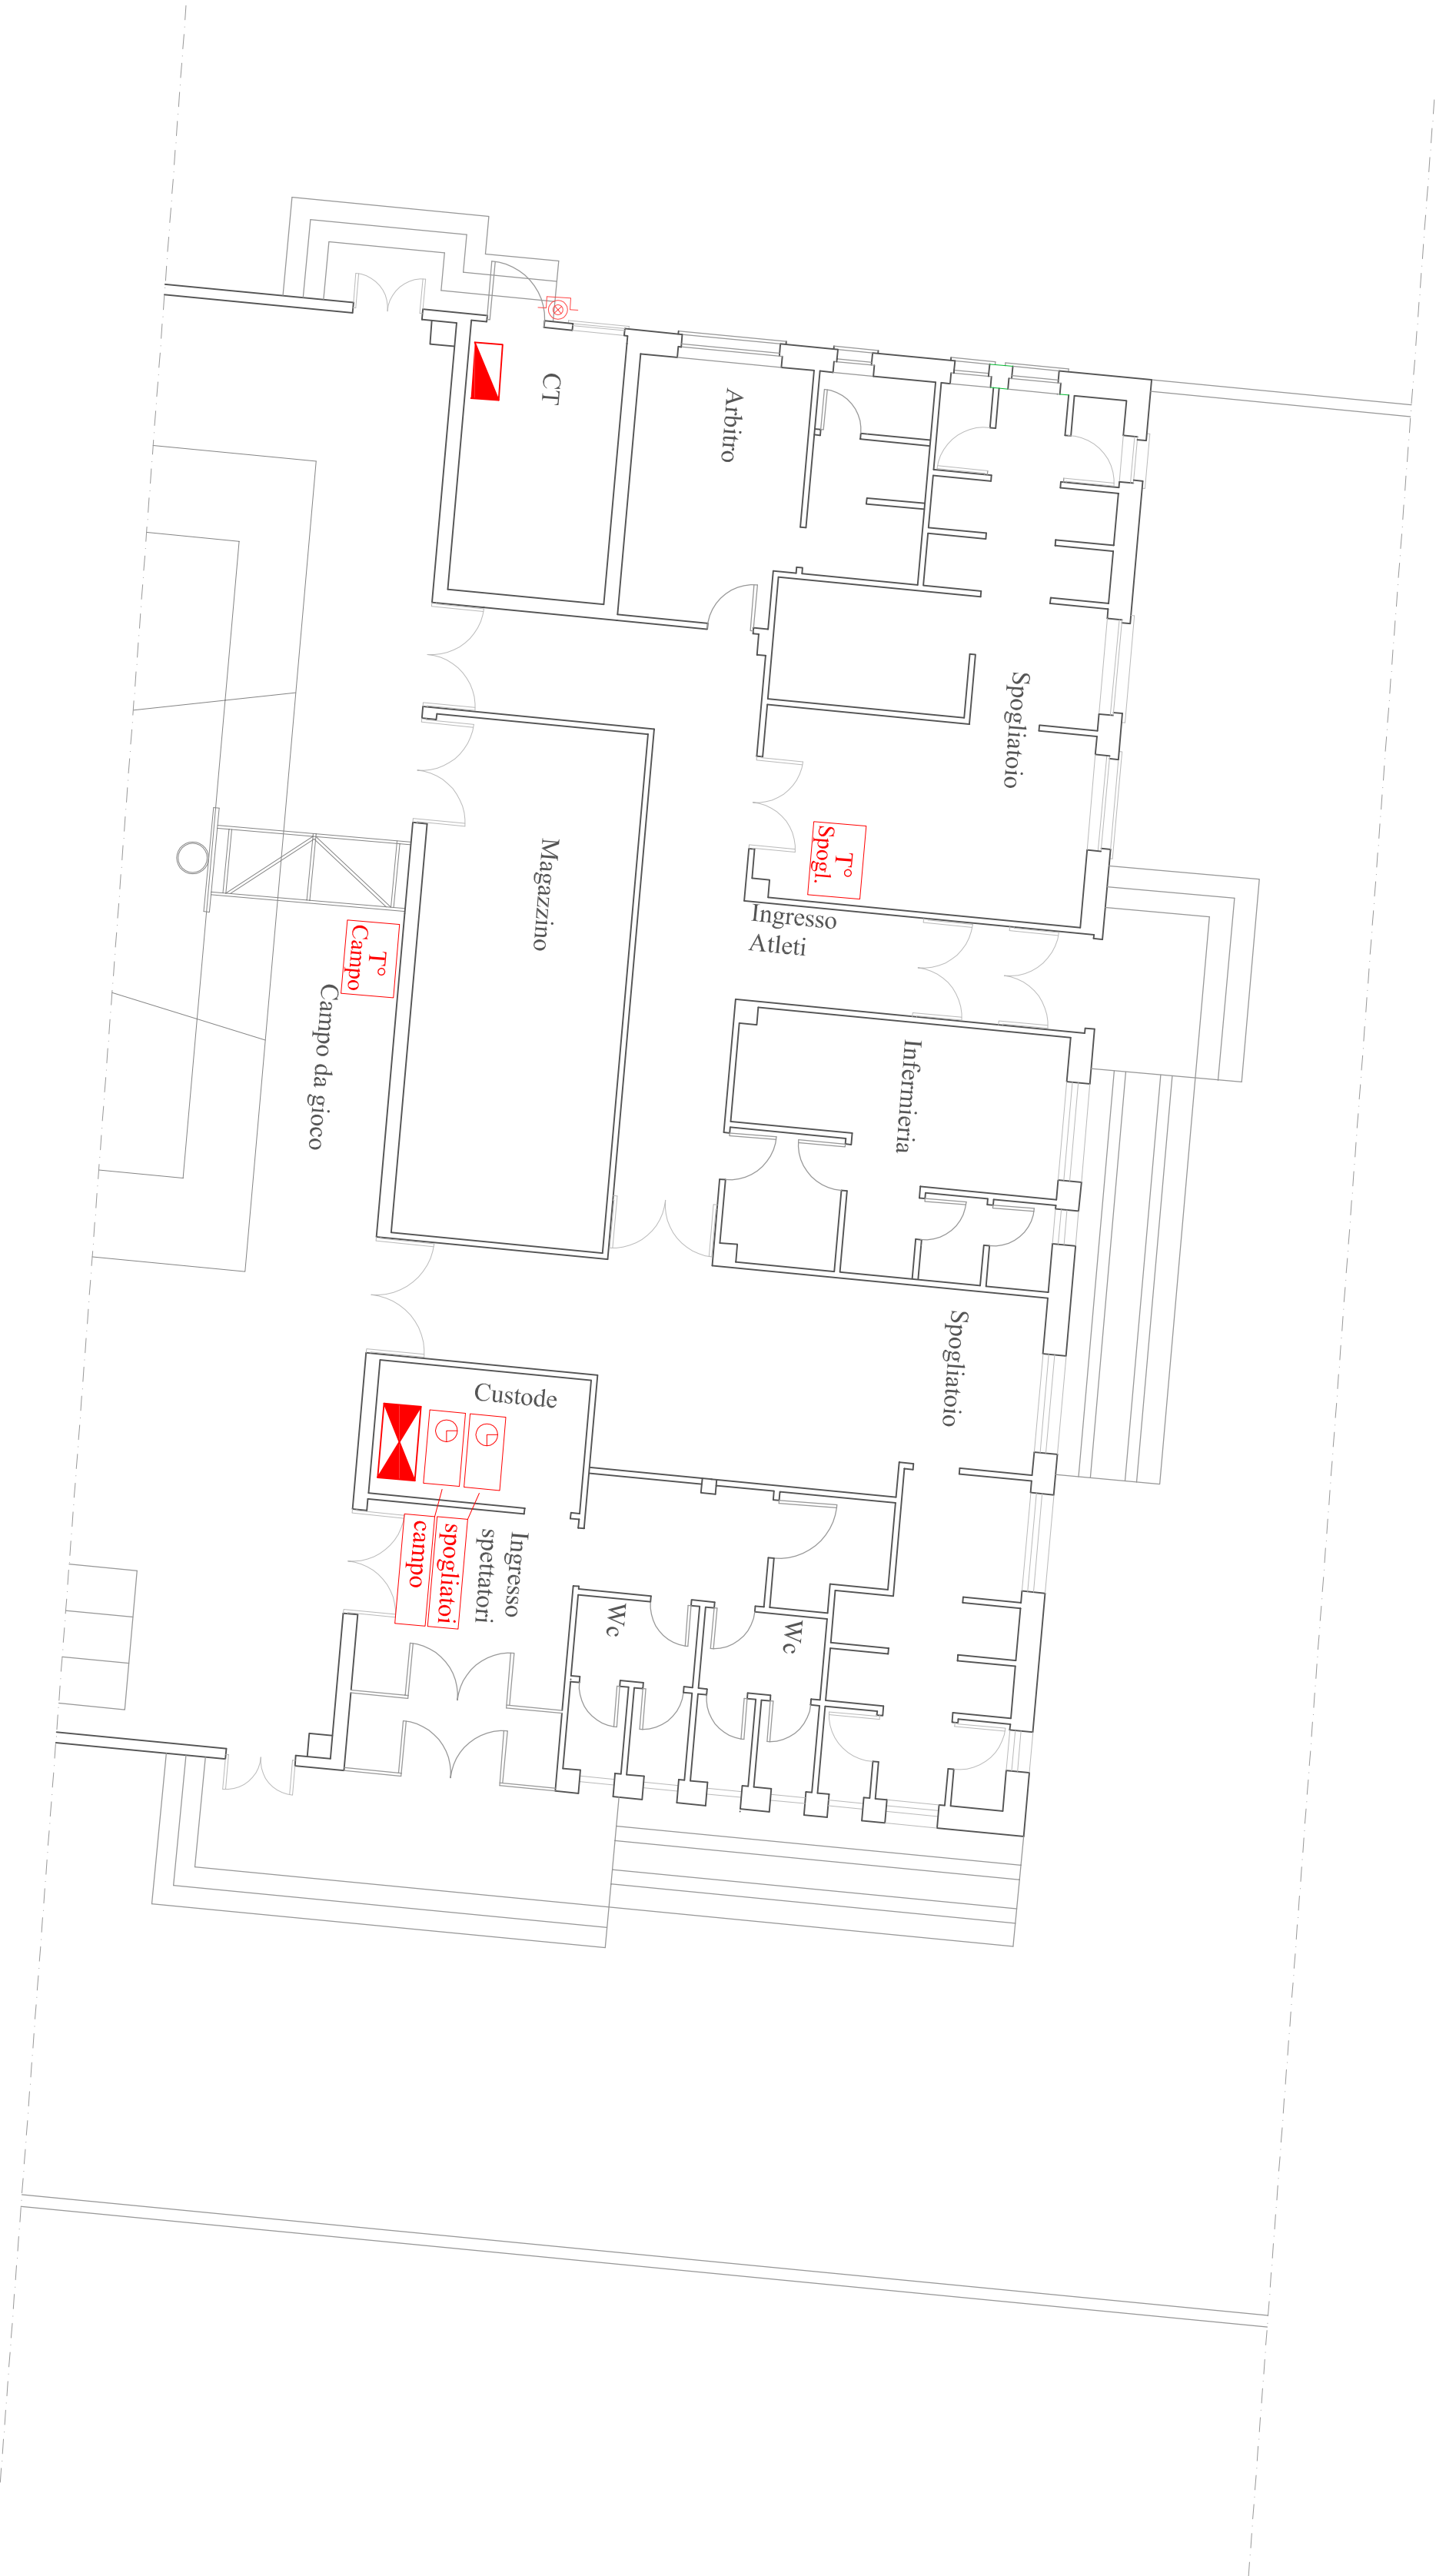 CT
Arbitro
Spogliatoio
T°
Spogl.
Magazzino
Ingresso
Atleti
T°
Campo
Campo da gioco
Infermieria
Spogliatoio
Custode
campo
spogliatoi
Ingresso
spettatori
Wc
Wc